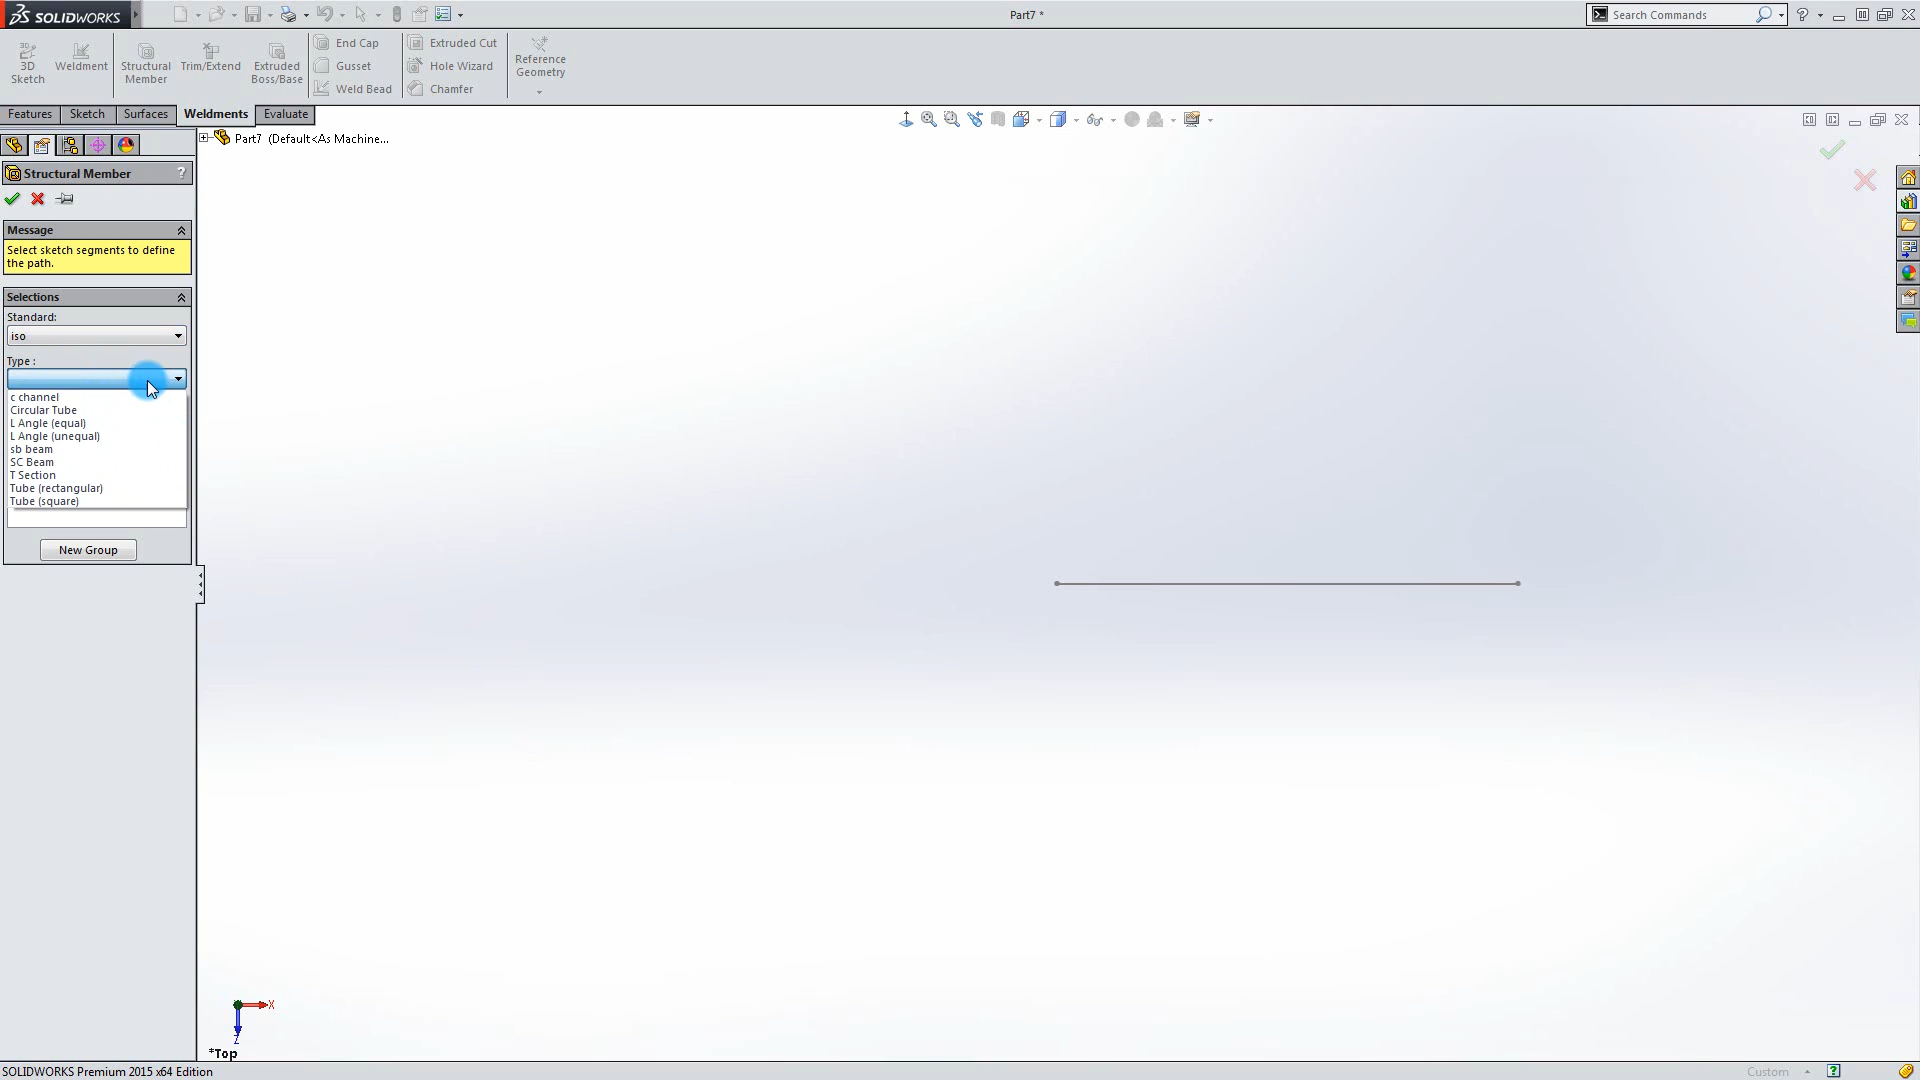 SOLIDWORKS
Part7 *
Search Commands
3D Sketch
Weldment
Structural Member
Trim/Extend
Extruded Boss/Base
End Cap
Gusset
Weld Bead
Extruded Cut
Hole Wizard
Chamfer
Reference Geometry
Features
Sketch
Surfaces
Weldments
Evaluate
Part7 (Default<As Machine...
Structural Member
?
Message
Select sketch segments to define
the path.
Selections
Standard:
iso
Type :
c channel
Circular Tube
L Angle (equal)
L Angle (unequal)
sb beam
SC Beam
T Section
Tube (rectangular)
Tube (square)
New Group
X
Z
*Top
SOLIDWORKS Premium 2015 x64 Edition
Custom